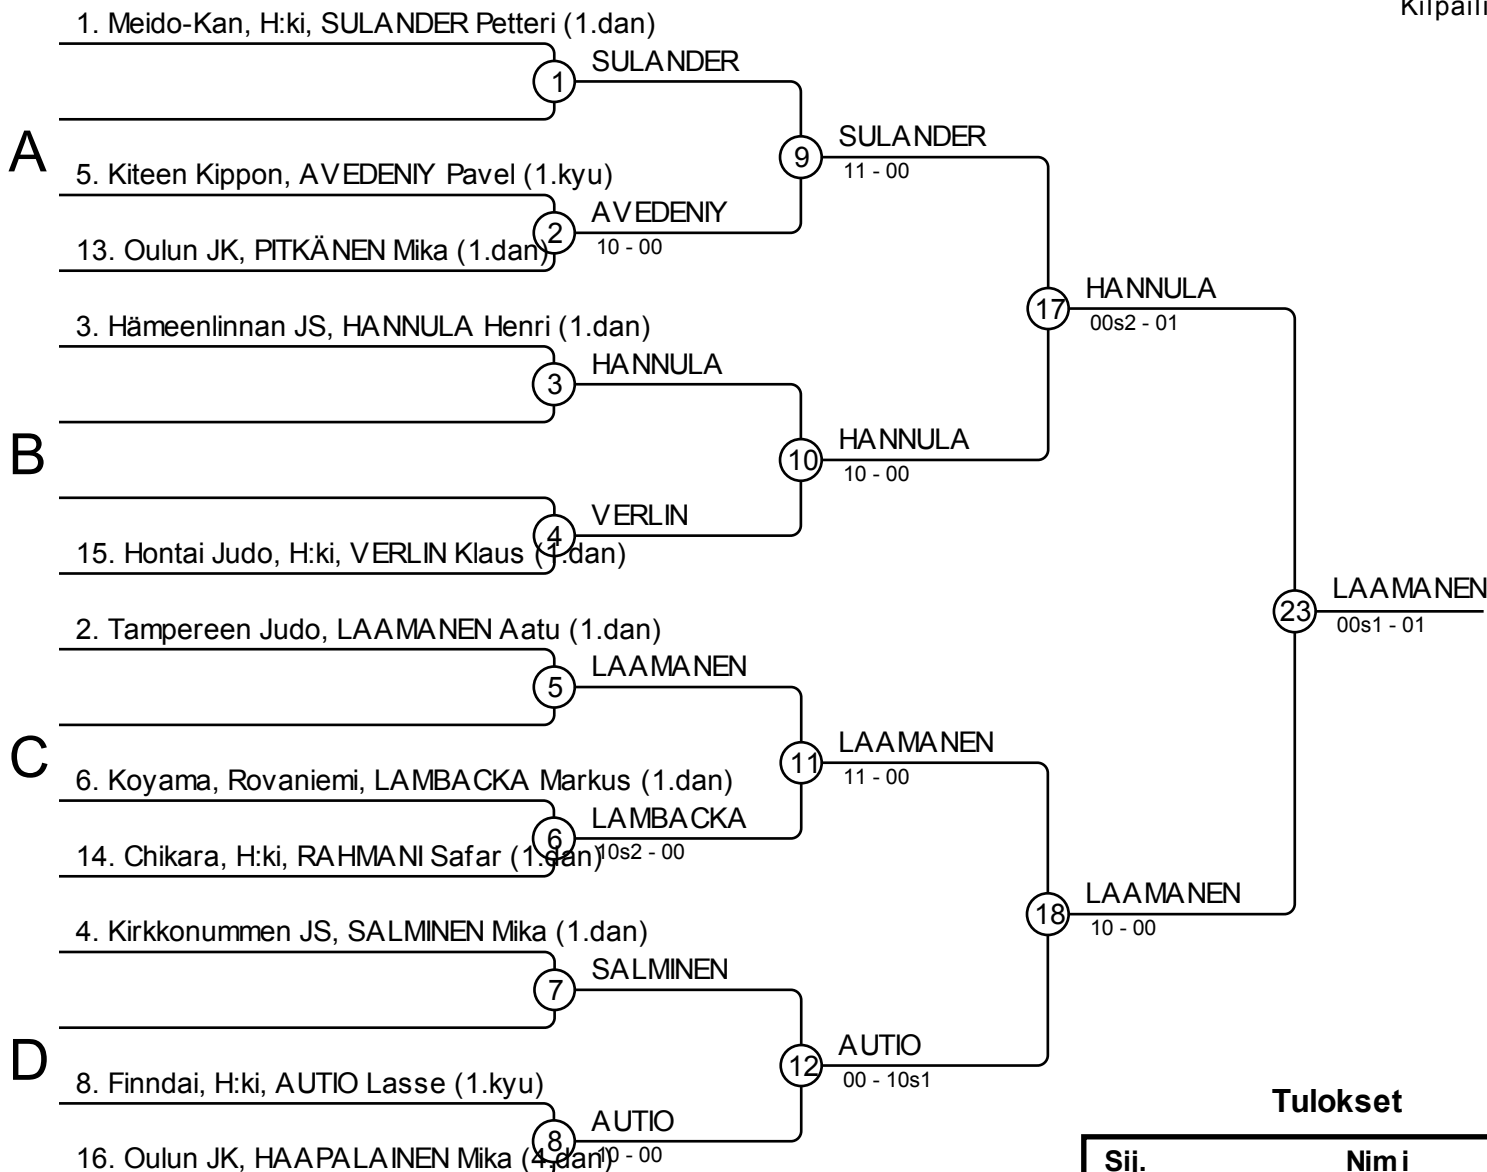 Kilpaili
1. Meido-Kan, H:ki, SULANDER Petteri (1.dan)
1
SULANDER
A
5. Kiteen Kippon, AVEDENIY Pavel (1.kyu)
2
AVEDENIY
10 - 00
13. Oulun JK, PITKÄNEN Mika (1.dan)
9
SULANDER
11 - 00
3. Hämeenlinnan JS, HANNULA Henri (1.dan)
3
HANNULA
B
4
VERLIN
15. Hontai Judo, H:ki, VERLIN Klaus (1.dan)
10
HANNULA
10 - 00
17
HANNULA
00s2 - 01
2. Tampereen Judo, LAAMANEN Aatu (1.dan)
5
LAAMANEN
C
6. Koyama, Rovaniemi, LAMBACKA Markus (1.dan)
6
LAMBACKA
10s2 - 00
14. Chikara, H:ki, RAHMANI Safar (1.dan)
11
LAAMANEN
11 - 00
4. Kirkkonummen JS, SALMINEN Mika (1.dan)
7
SALMINEN
D
8. Finndai, H:ki, AUTIO Lasse (1.kyu)
8
AUTIO
10 - 00
16. Oulun JK, HAAPALAINEN Mika (4.dan)
12
AUTIO
00 - 10s1
18
LAAMANEN
10 - 00
23
LAAMANEN
00s1 - 01
Tulokset
Sij. Nimi